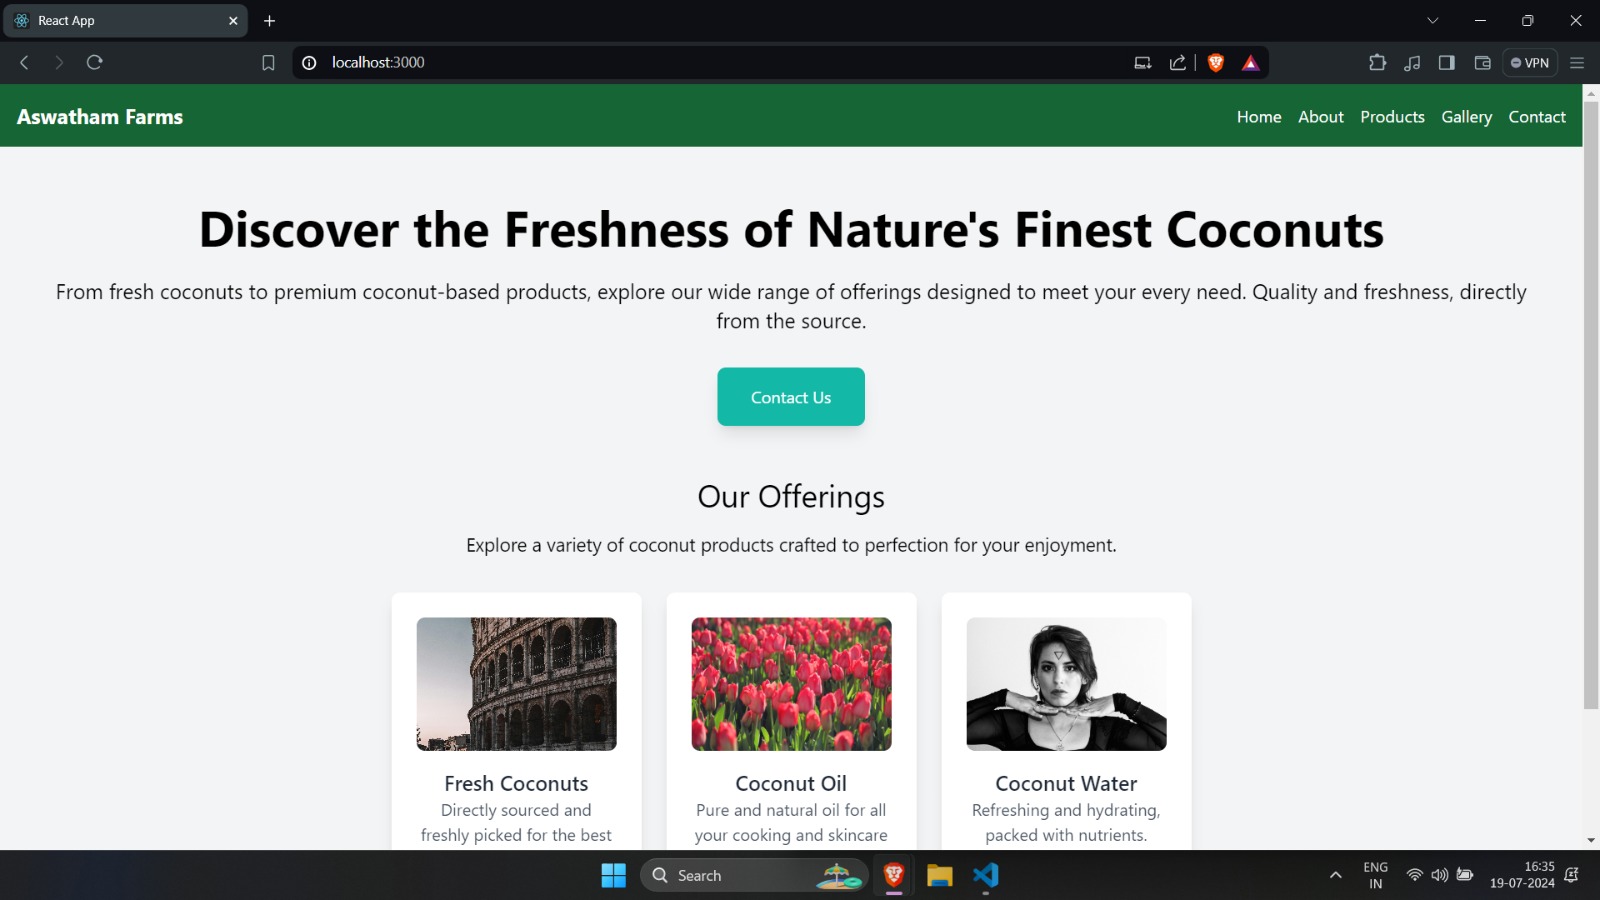 React App
localhost:3000
VPN
Aswatham Farms
Home About Products Gallery Contact
Discover the Freshness of Nature's Finest Coconuts
From fresh coconuts to premium coconut-based products, explore our wide range of offerings designed to meet your every need. Quality and freshness, directly
from the source.
Contact Us
Our Offerings
Explore a variety of coconut products crafted to perfection for your enjoyment.
Fresh Coconuts
Directly sourced and
freshly picked for the best
Coconut Oil
Pure and natural oil for all
your cooking and skincare
Coconut Water
Refreshing and hydrating,
packed with nutrients.
Search
ENG
IN
16:35
19-07-2024